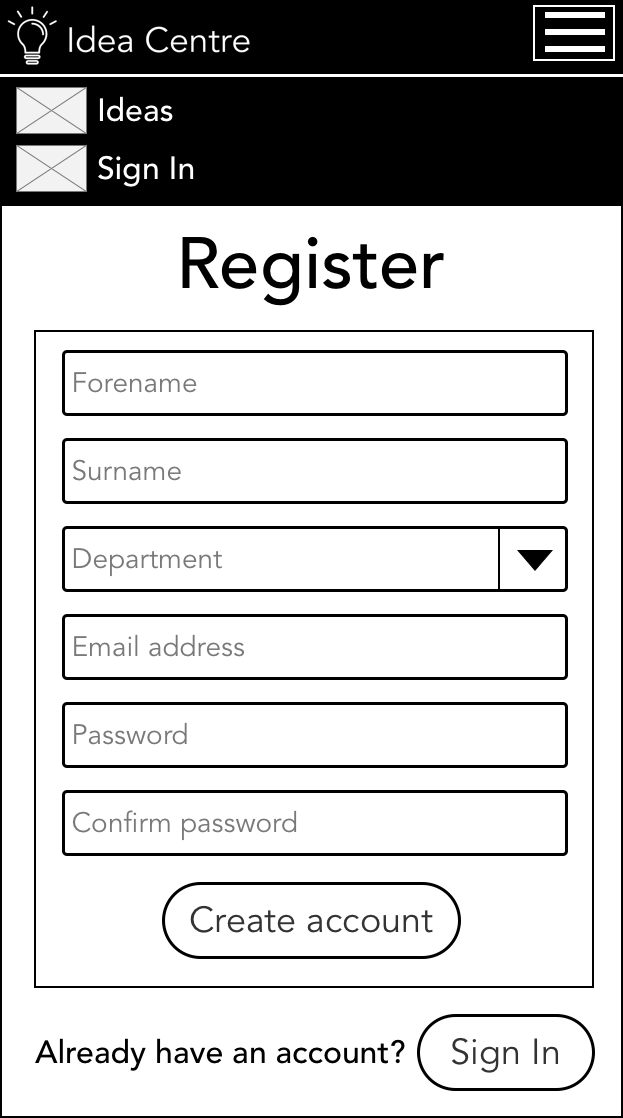 Idea Centre
Ideas
Sign In
Register
Forename
Surname
Department
Email address
Password
Confirm password
Create account
Already have an account? Sign In